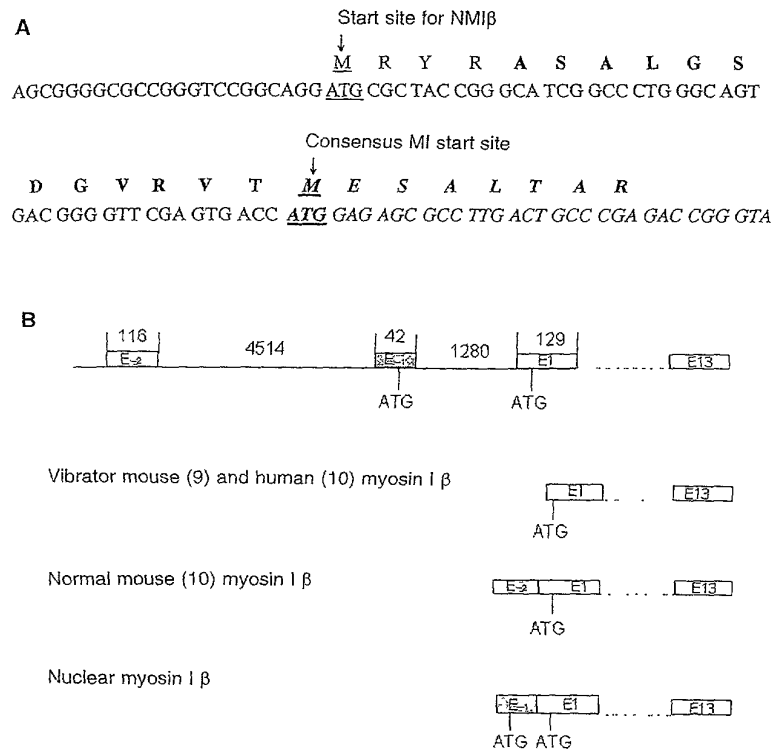 A
Start site for NMIβ
M R Y R A S A L G S
AGCGGGGCGCCGGGTCCGGCAGG ATG CGC TAC CGG GCA TCG GCC CTG GGC AGT
Consensus MI start site
D G V R V T M E S A L T A R
GAC GGG GTT CGA GTG ACC ATG GAG AGC GCC TTG ACT GCC CGA GAC CGG GTA
B
116 4514 42 1280 129
E-2 E-1 E1 E13
ATG ATG
Vibrator mouse (9) and human (10) myosin I β
E1 E13
ATG
Normal mouse (10) myosin I β
E-2 E1 E13
ATG
Nuclear myosin I β
E-1 E1 E13
ATG ATG